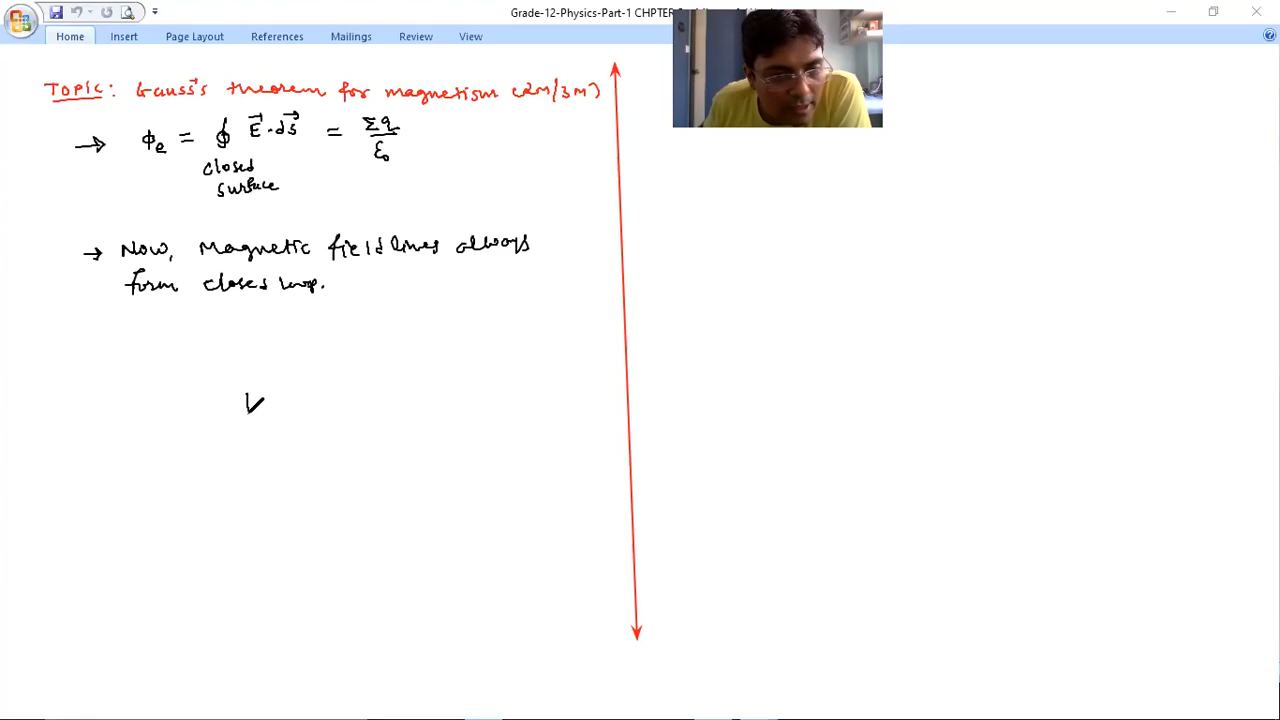 Grade-12-Physics-Part-1 CHPTER
Home Insert Page Layout References Mailings Review View
TOPIC: Gauss's theorem for magnetism (2M/3M)
→ ϕe = ∮ E⃗·ds⃗ = Σq/ε0
closed
surface
→ Now, Magnetic field lines always
form closed loop.